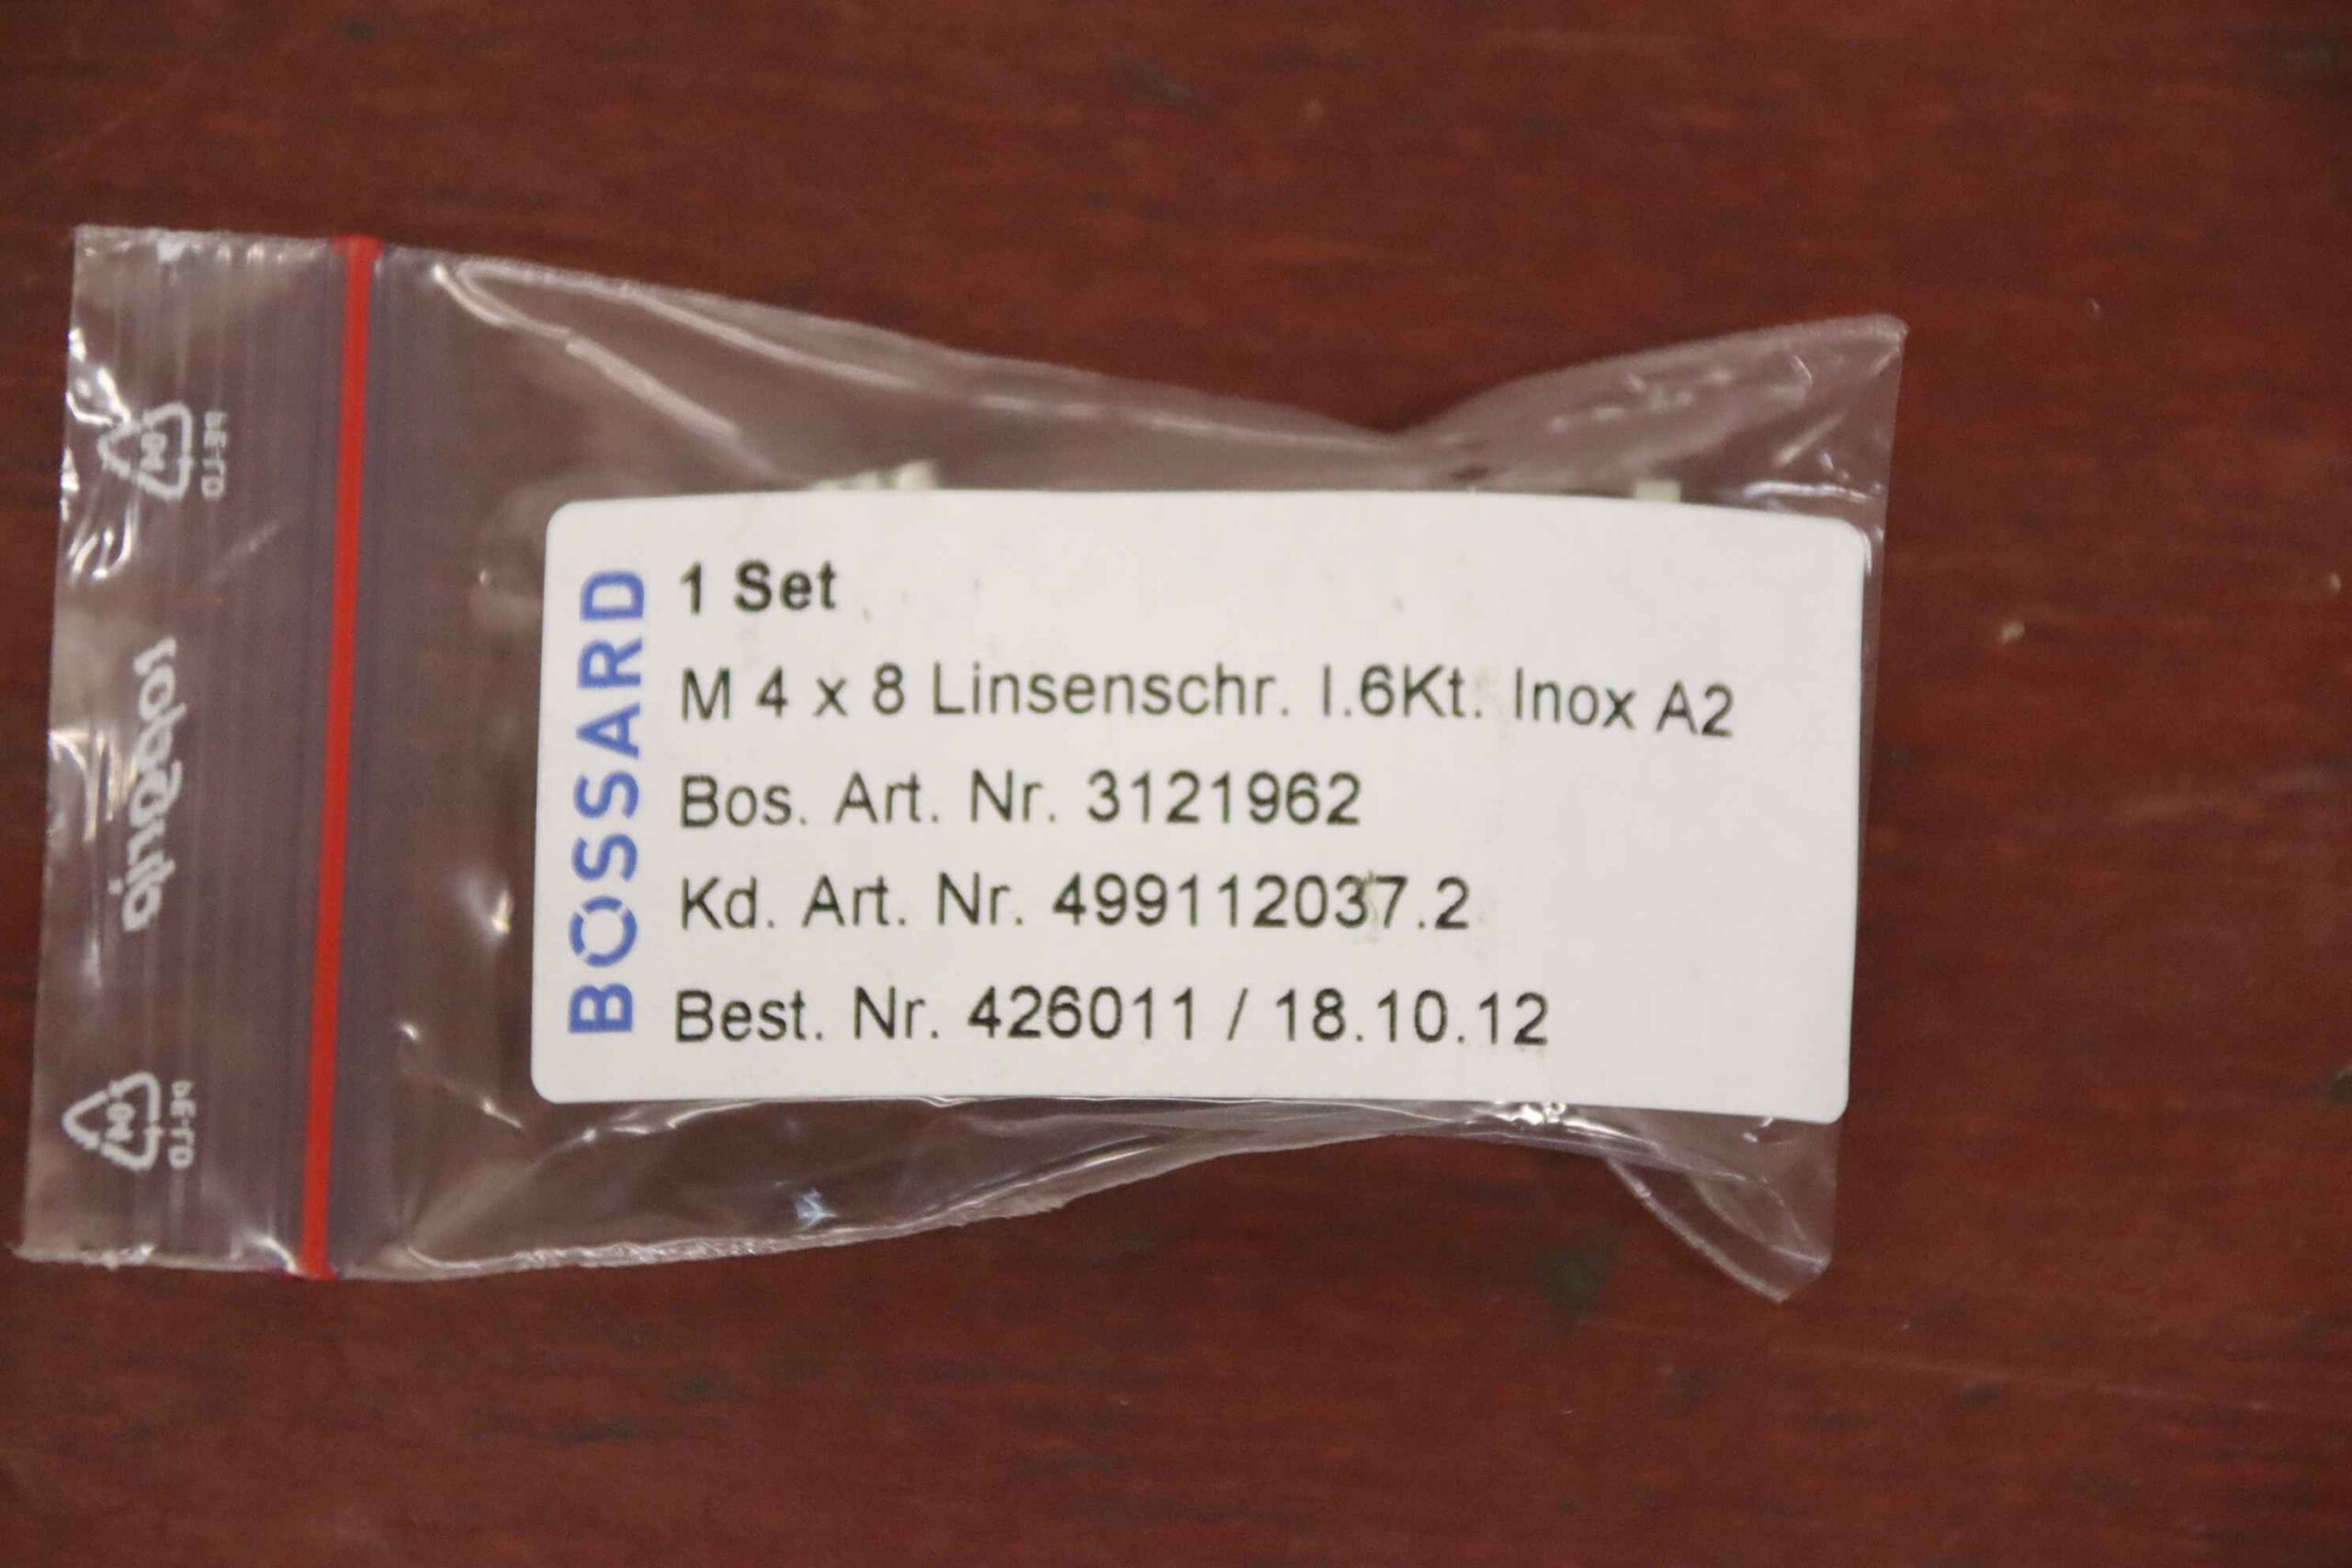 BOSSARD
1 Set
M 4 x 8 Linsenschr. I.6Kt. Inox A2
Bos. Art. Nr. 3121962
Kd. Art. Nr. 499112037.2
Best. Nr. 426011 / 18.10.12